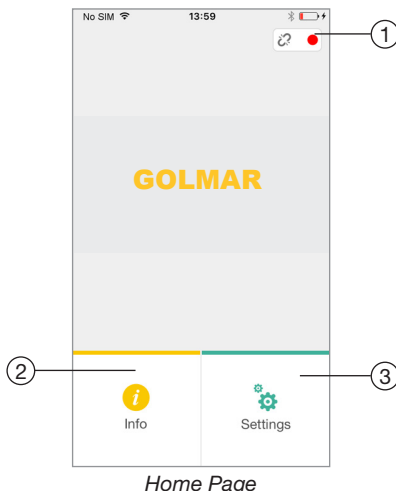 No SIM 13:59
1
GOLMAR
2
3
i
Info Settings
Home Page